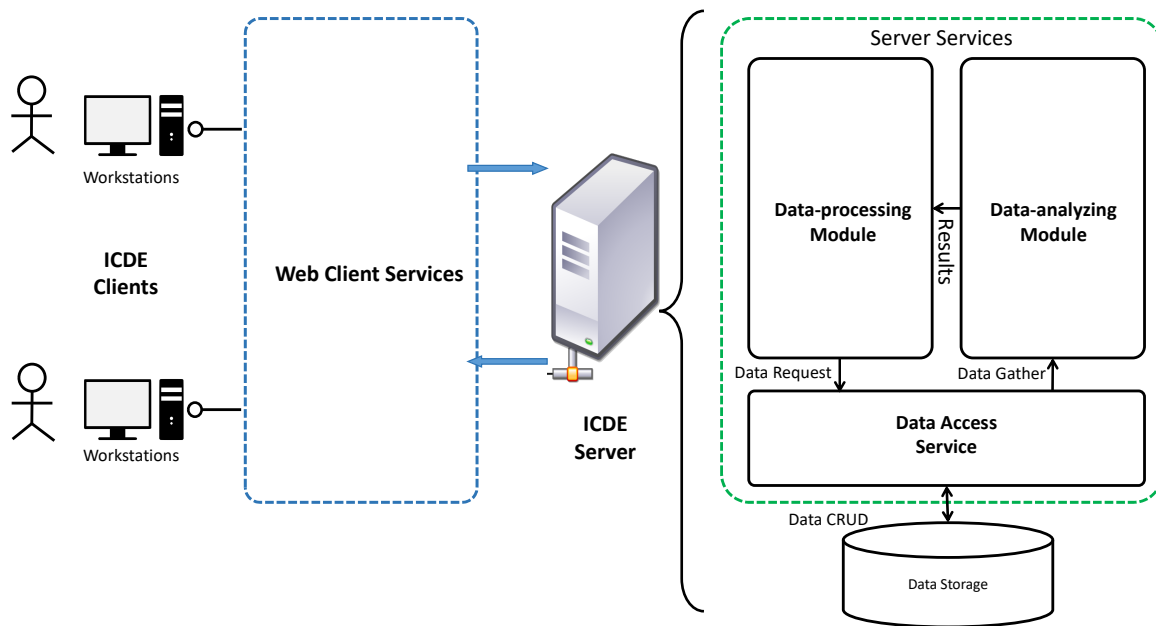 Server Services
Workstations
ICDE
Clients
Web Client Services
Data-processing
Module
Results
Data-analyzing
Module
Data Request
Data Gather
ICDE
Server
Data Access
Service
Workstations
Data CRUD
Data Storage